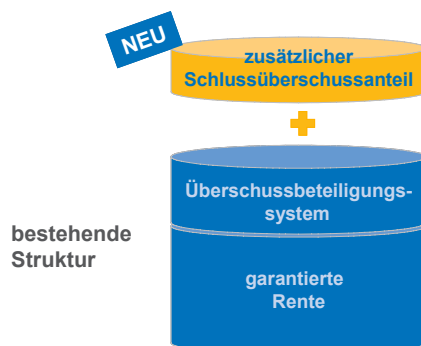 NEU
zusätzlicher
Schlussüberschussanteil
+
Überschussbeteiligungs-
system
bestehende
Struktur
garantierte
Rente